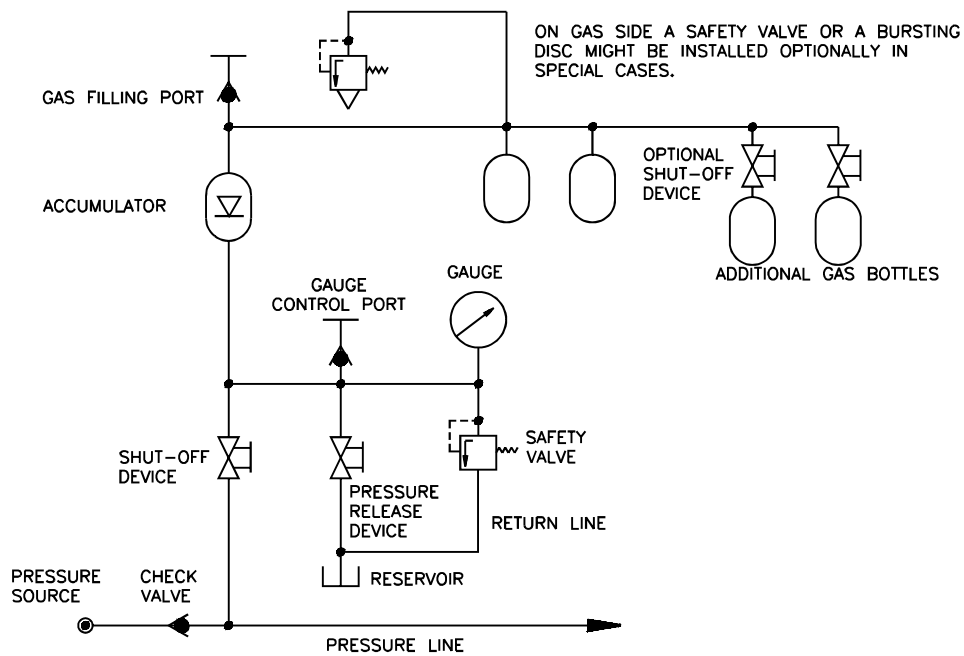 ON GAS SIDE A SAFETY VALVE OR A BURSTING
DISC MIGHT BE INSTALLED OPTIONALLY IN
SPECIAL CASES.
GAS FILLING PORT
OPTIONAL
SHUT-OFF
DEVICE
ACCUMULATOR
ADDITIONAL GAS BOTTLES
GAUGE
CONTROL PORT
GAUGE
SHUT-OFF
DEVICE
SAFETY
VALVE
PRESSURE
RELEASE
DEVICE
RETURN LINE
RESERVOIR
PRESSURE
SOURCE
CHECK
VALVE
PRESSURE LINE